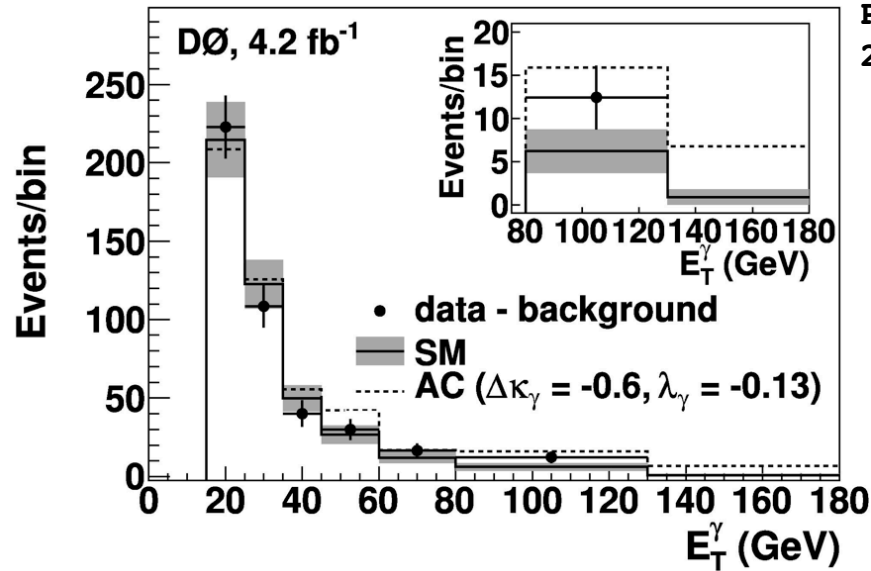 DØ, 4.2 fb⁻¹
Events/bin
250
200
150
100
50
0
0 20 40 60 80 100 120 140 160 180
E_T^γ (GeV)
Events/bin
20
15
10
5
0
80 100 120 140 160 180
E_T^γ (GeV)
data - background
SM
AC (Δκ_γ = -0.6, λ_γ = -0.13)
2